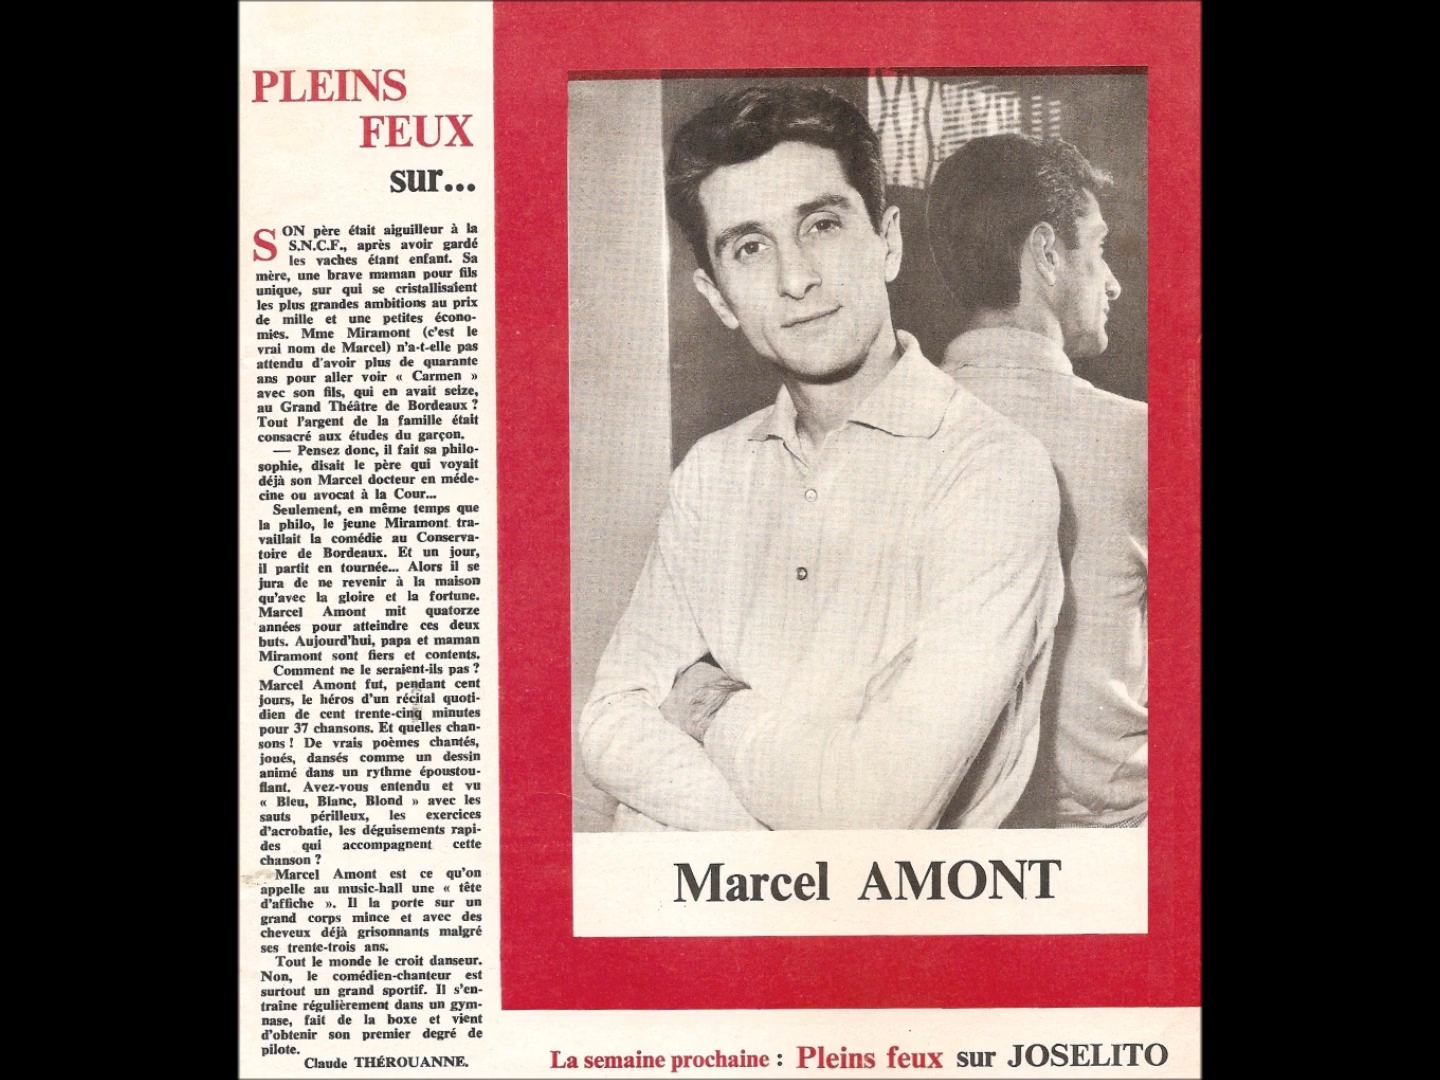 PLEINS
FEUX
sur...
SON père était aiguilleur à la
S.N.C.F., après avoir gardé
les vaches étant enfant. Sa
mère, une brave maman pour fils
unique, sur qui se cristallisaient
les plus grandes ambitions au prix
de mille et une petites écono-
mies. Mme Miramont (c'est le
vrai nom de Marcel) n'a-t-elle pas
attendu d'avoir plus de quarante
ans pour aller voir « Carmen »
avec son fils, qui en avait seize,
au Grand Théâtre de Bordeaux ?
Tout l'argent de la famille était
consacré aux études du garçon.
— Pensez donc, il fait sa philo-
sophie, disait le père qui voyait
déjà son Marcel docteur en méde-
cine ou avocat à la Cour...
Seulement, en même temps que
la philo, le jeune Miramont tra-
vaillait la comédie au Conserva-
toire de Bordeaux. Et un jour,
il partit en tournée... Alors il se
jura de ne revenir à la maison
qu'avec la gloire et la fortune.
Marcel Amont mit quatorze
années pour atteindre ces deux
buts. Aujourd'hui, papa et maman
Miramont sont fiers et contents.
Comment ne le seraient-ils pas ?
Marcel Amont fut, pendant cent
jours, le héros d'un récital quoti-
dien de cent trente-cinq minutes
pour 37 chansons. Et quelles chan-
sons ! De vrais poèmes chantés,
joués, dansés comme un dessin
animé dans un rythme époustou-
flant. Avez-vous entendu et vu
« Bleu, Blanc, Blond » avec les
sauts périlleux, les exercices
d'acrobatie, les déguisements rapi-
des qui accompagnent cette
chanson ?
Marcel Amont est ce qu'on
appelle au music-hall une « tête
d'affiche ». Il la porte sur un
grand corps mince et avec des
cheveux déjà grisonnants malgré
ses trente-trois ans.
Tout le monde le croit danseur.
Non, le comédien-chanteur est
surtout un grand sportif. Il s'en-
traîne régulièrement dans un gym-
nase, fait de la boxe et vient
d'obtenir son premier degré de
pilote.
Claude THÉROUANNE.
Marcel AMONT
La semaine prochaine : Pleins feux sur JOSELITO